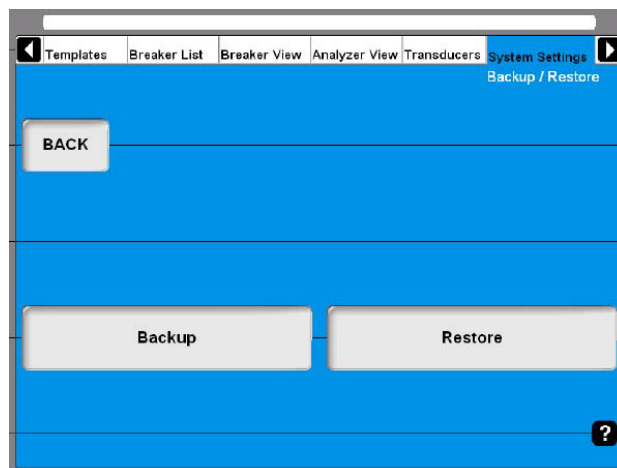 Templates Breaker List Breaker View Analyzer View Transducers System Settings
Backup / Restore
BACK
Backup Restore
?